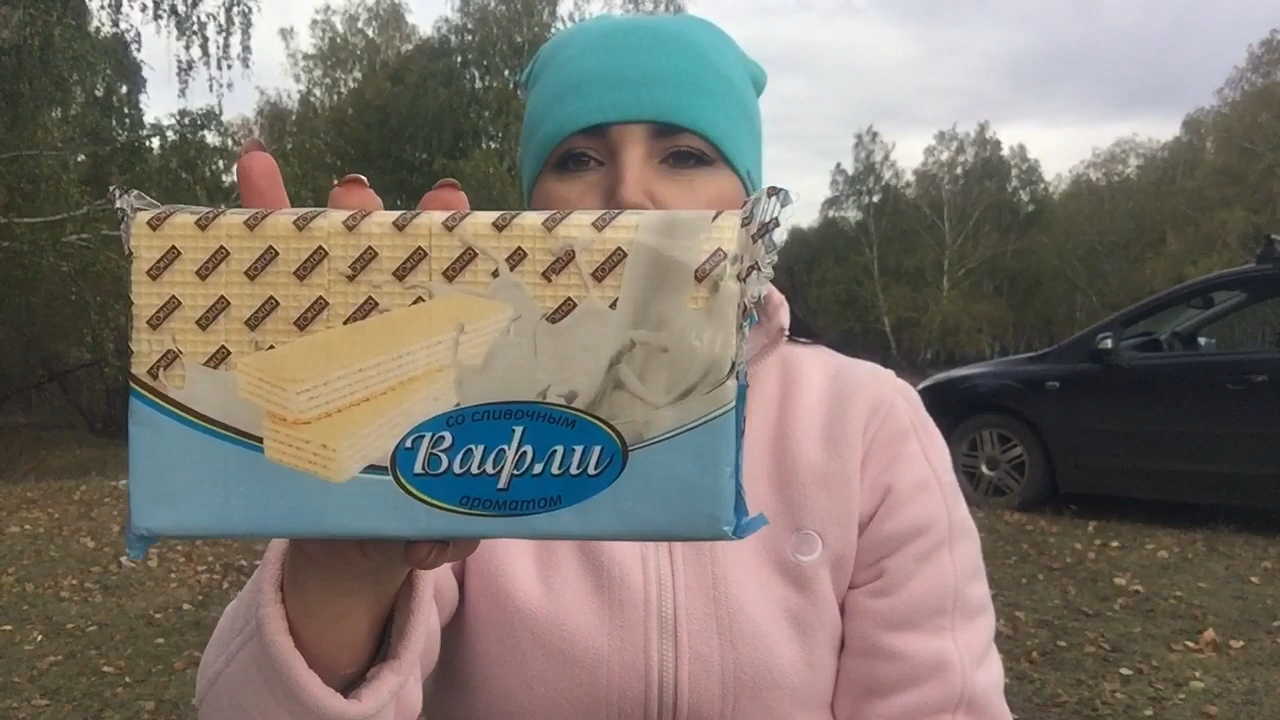 со сливочным
Вафли
ароматом